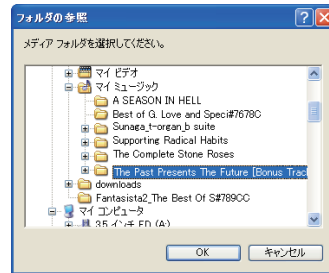 フォルダの参照
メディア フォルダを選択してください。
マイ ビデオ
マイ ミュージック
A SEASON IN HELL
Best of G. Love and Speci#7678C
Sunaga_t-organ_b suite
Supporting Radical Habits
The Complete Stone Roses
The Past Presents The Future [Bonus Trac
downloads
Fantasista2_The Best Of S#789CC
マイ コンピュータ
3.5 インチ FD (A:)
OK
キャンセル